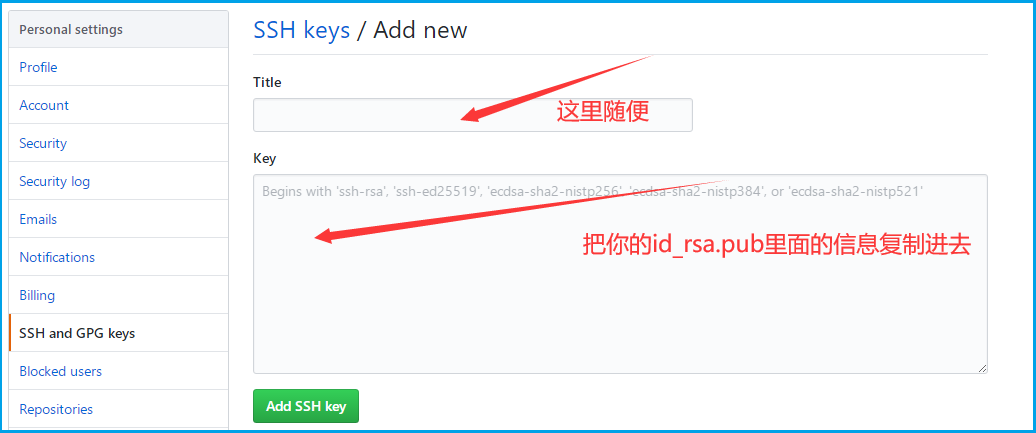 Personal settings
Profile
Account
Security
Security log
Emails
Notifications
Billing
SSH and GPG keys
Blocked users
Repositories
SSH keys / Add new
Title
这里随便
Key
Begins with 'ssh-rsa', 'ssh-ed25519', 'ecdsa-sha2-nistp256', 'ecdsa-sha2-nistp384', or 'ecdsa-sha2-nistp521'
把你的id_rsa.pub里面的信息复制进去
Add SSH key